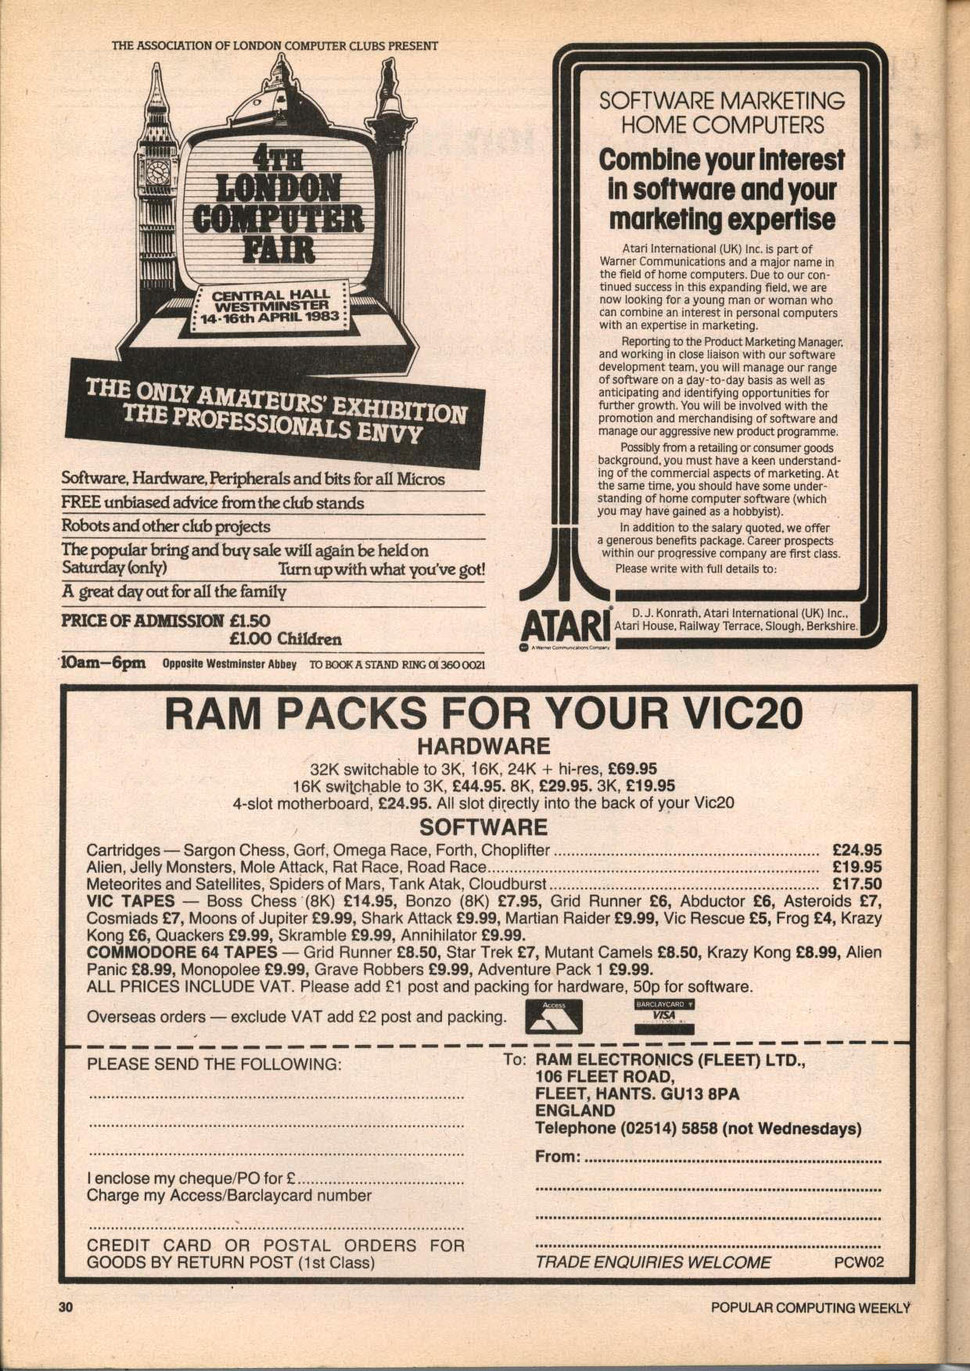 THE ASSOCIATION OF LONDON COMPUTER CLUBS PRESENT
4TH
LONDON
COMPUTER
FAIR
CENTRAL HALL
WESTMINSTER
14-16th APRIL 1983
THE ONLY AMATEURS' EXHIBITION
THE PROFESSIONALS ENVY
Software, Hardware, Peripherals and bits for all Micros
FREE unbiased advice from the club stands
Robots and other club projects
The popular bring and buy sale will again be held on
Saturday (only) Turn up with what you've got!
A great day out for all the family
PRICE OF ADMISSION £1.50
£1.00 Children
10am—6pm Opposite Westminster Abbey TO BOOK A STAND RING 01 360 0021
SOFTWARE MARKETING
HOME COMPUTERS
Combine your interest
in software and your
marketing expertise
Atari International (UK) Inc. is part of
Warner Communications and a major name in
the field of home computers. Due to our con-
tinued success in this expanding field, we are
now looking for a young man or woman who
can combine an interest in personal computers
with an expertise in marketing.
Reporting to the Product Marketing Manager,
and working in close liaison with our software
development team, you will manage our range
of software on a day-to-day basis as well as
anticipating and identifying opportunities for
further growth. You will be involved with the
promotion and merchandising of software and
manage our aggressive new product programme.
Possibly from a retailing or consumer goods
background, you must have a keen understand-
ing of the commercial aspects of marketing. At
the same time, you should have some under-
standing of home computer software (which
you may have gained as a hobbyist).
In addition to the salary quoted, we offer
a generous benefits package. Career prospects
within our progressive company are first class.
Please write with full details to:
D. J. Konrath, Atari International (UK) Inc.,
Atari House, Railway Terrace, Slough, Berkshire.
ATARI
A Warner Communications Company
RAM PACKS FOR YOUR VIC20
HARDWARE
32K switchable to 3K, 16K, 24K + hi-res, £69.95
16K switchable to 3K, £44.95. 8K, £29.95. 3K, £19.95
4-slot motherboard, £24.95. All slot directly into the back of your Vic20
SOFTWARE
Cartridges — Sargon Chess, Gorf, Omega Race, Forth, Choplifter ........ £24.95
Alien, Jelly Monsters, Mole Attack, Rat Race, Road Race........ £19.95
Meteorites and Satellites, Spiders of Mars, Tank Atak, Cloudburst........ £17.50
VIC TAPES — Boss Chess (8K) £14.95, Bonzo (8K) £7.95, Grid Runner £6, Abductor £6, Asteroids £7,
Cosmiads £7, Moons of Jupiter £9.99, Shark Attack £9.99, Martian Raider £9.99, Vic Rescue £5, Frog £4, Krazy
Kong £6, Quackers £9.99, Skramble £9.99, Annihilator £9.99.
COMMODORE 64 TAPES — Grid Runner £8.50, Star Trek £7, Mutant Camels £8.50, Krazy Kong £8.99, Alien
Panic £8.99, Monopolee £9.99, Grave Robbers £9.99, Adventure Pack 1 £9.99.
ALL PRICES INCLUDE VAT. Please add £1 post and packing for hardware, 50p for software.
Overseas orders — exclude VAT add £2 post and packing.
Access
BARCLAYCARD
VISA
PLEASE SEND THE FOLLOWING:
I enclose my cheque/PO for £........
Charge my Access/Barclaycard number
CREDIT CARD OR POSTAL ORDERS FOR
GOODS BY RETURN POST (1st Class)
To: RAM ELECTRONICS (FLEET) LTD.,
106 FLEET ROAD,
FLEET, HANTS. GU13 8PA
ENGLAND
Telephone (02514) 5858 (not Wednesdays)
From: ........
TRADE ENQUIRIES WELCOME PCW02
30 POPULAR COMPUTING WEEKLY